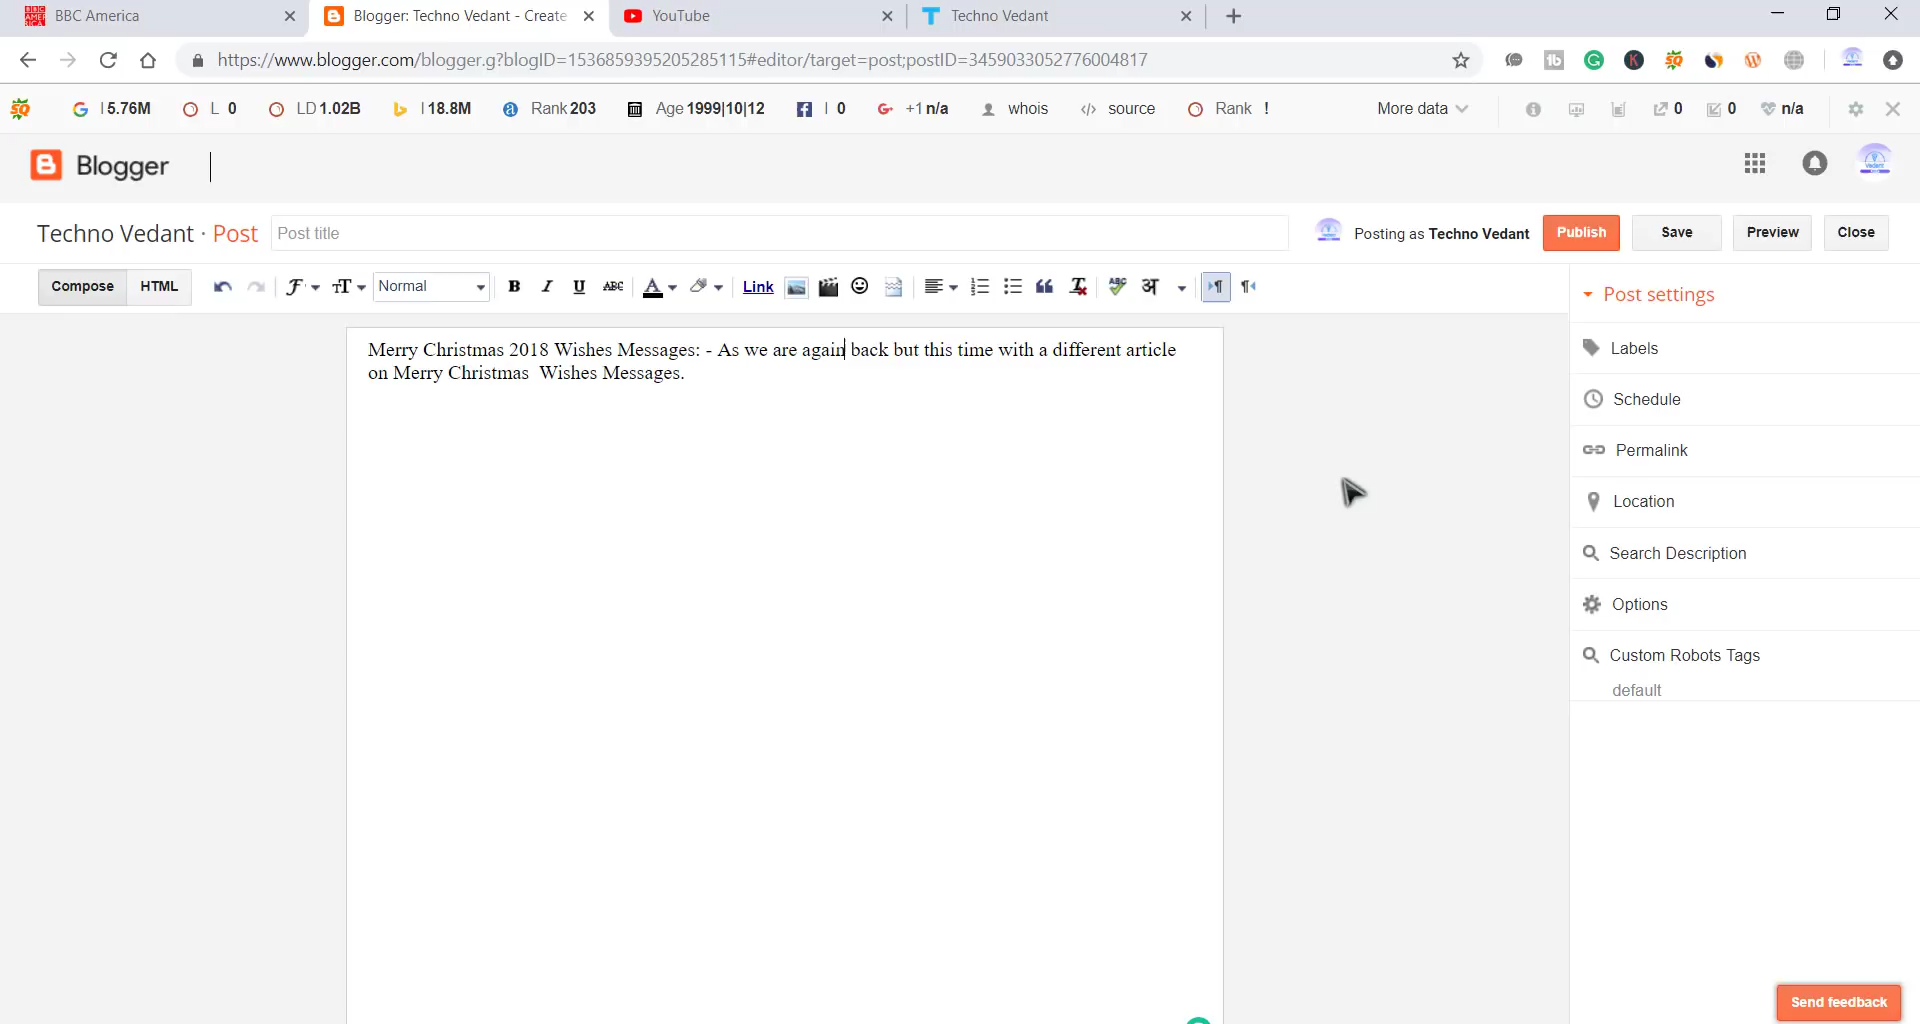 BBC America
Blogger: Techno Vedant - Create
YouTube
Techno Vedant
https://www.blogger.com/blogger.g?blogID=1536859395205285115#editor/target=post;postID=3459033052776004817
I 5.76M L 0 LD 1.02B I 18.8M Rank 203 Age 1999|10|12 I 0 +1 n/a whois source Rank ! More data 0 0 n/a
Blogger
Techno Vedant · Post Post title Posting as Techno Vedant Publish Save Preview Close
Compose HTML Normal B I U ABC A Link ABC अ
Post settings
Merry Christmas 2018 Wishes Messages: - As we are again back but this time with a different article
on Merry Christmas  Wishes Messages.
Labels
Schedule
Permalink
Location
Search Description
Options
Custom Robots Tags
default
Send feedback